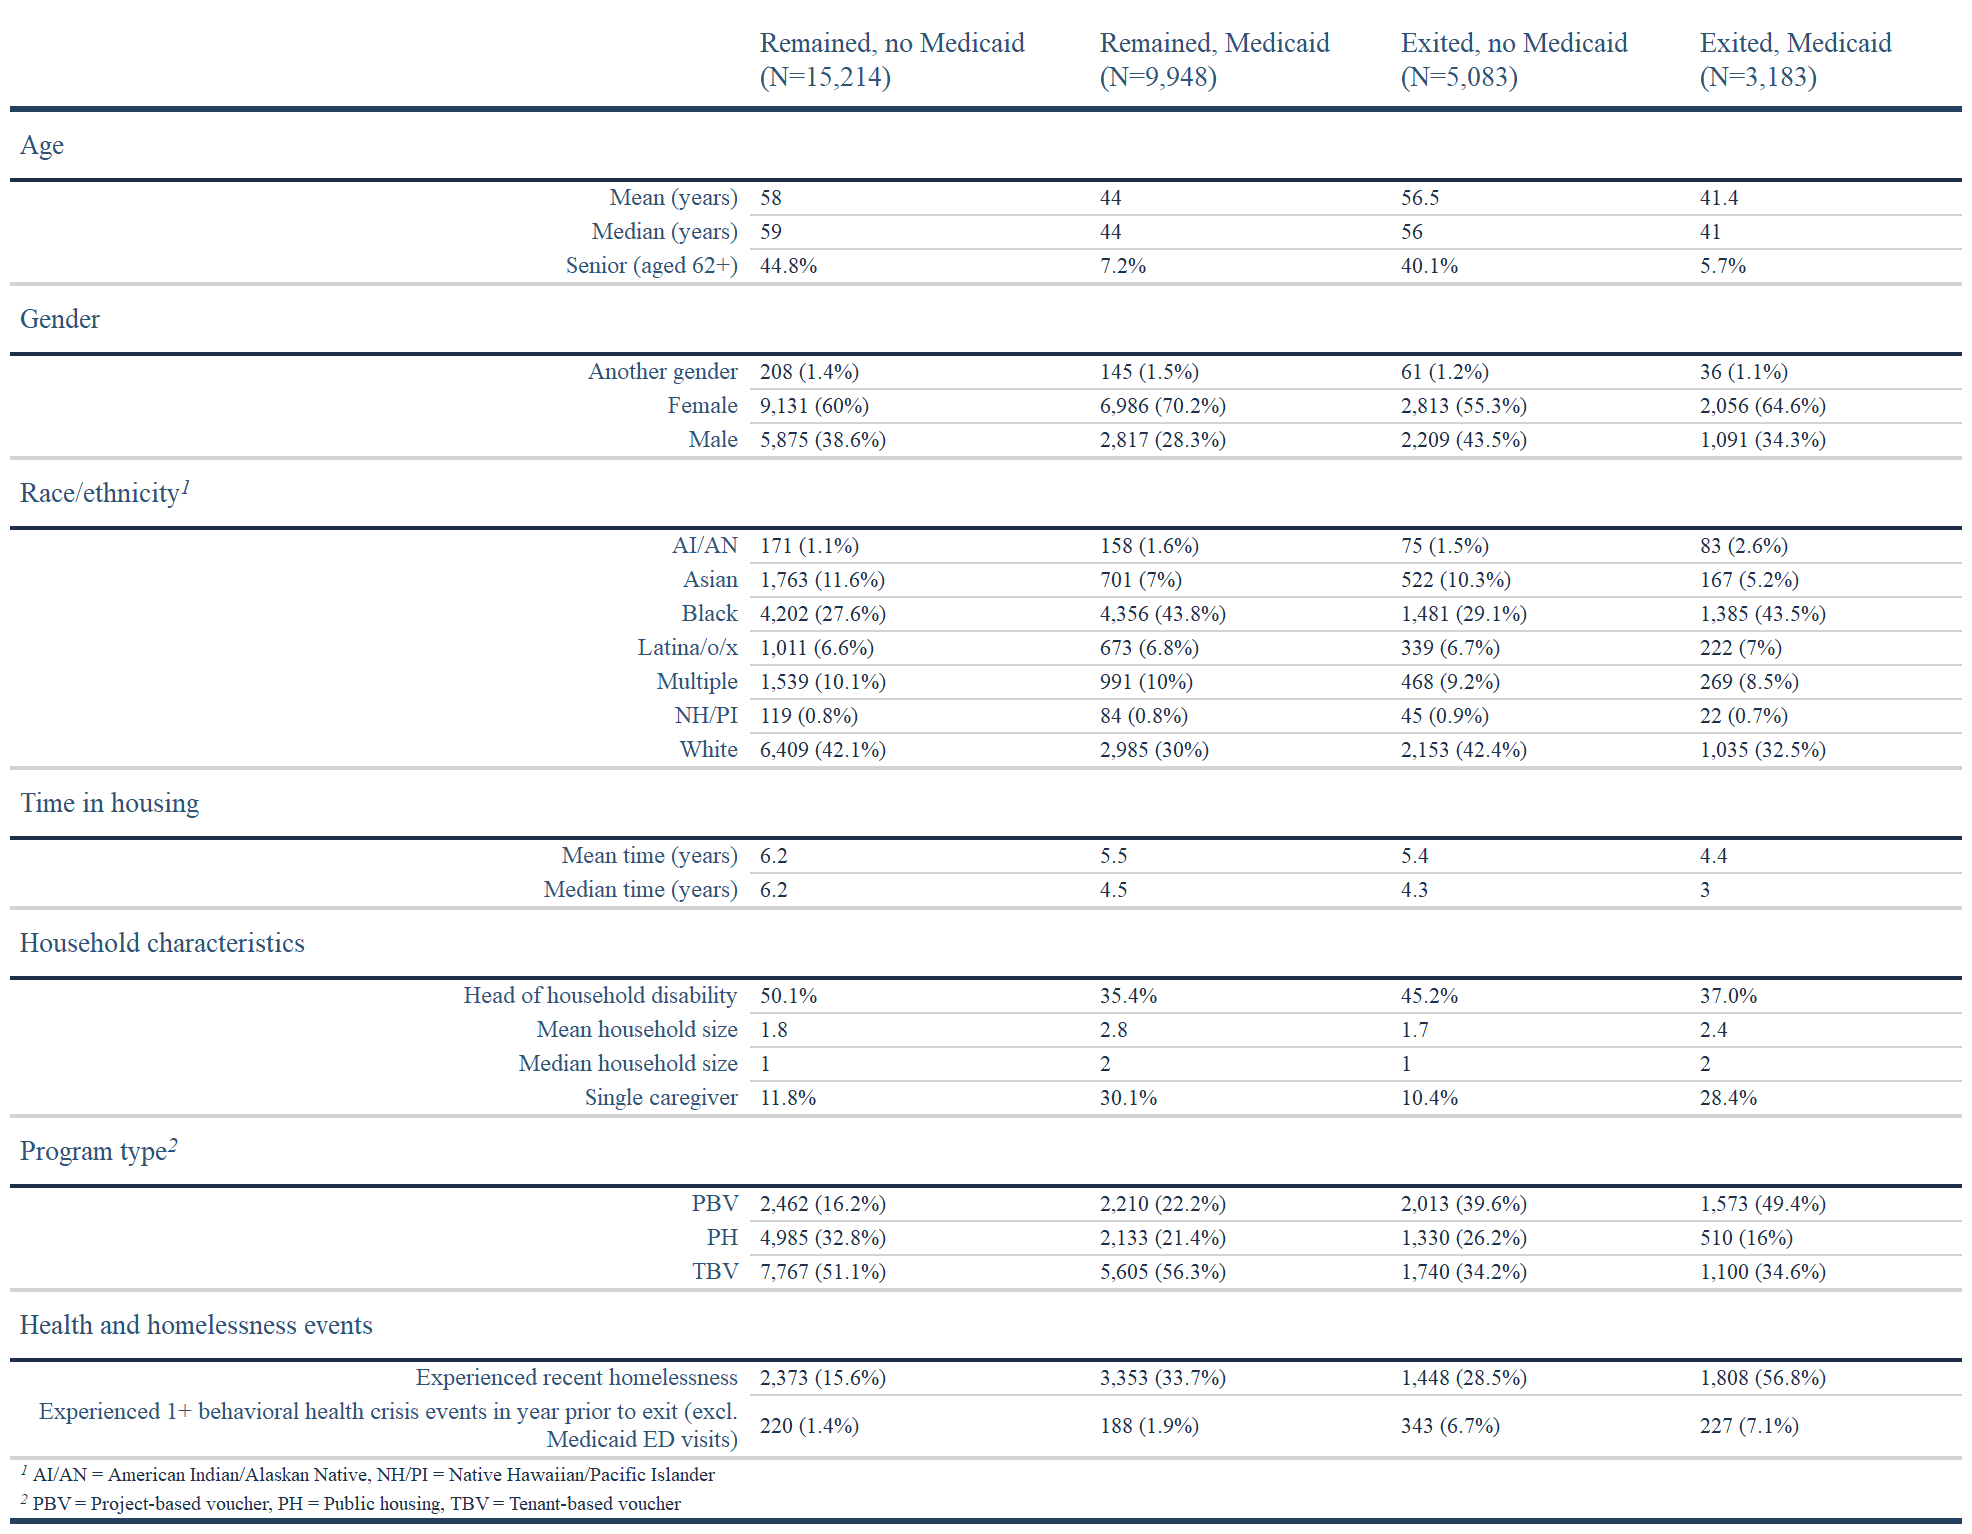 Remained, no Medicaid (N=15,214) Remained, Medicaid (N=9,948) Exited, no Medicaid (N=5,083) Exited, Medicaid (N=3,183)
Age
Mean (years) 58 44 56.5 41.4
Median (years) 59 44 56 41
Senior (aged 62+) 44.8% 7.2% 40.1% 5.7%
Gender
Another gender 208 (1.4%) 145 (1.5%) 61 (1.2%) 36 (1.1%)
Female 9,131 (60%) 6,986 (70.2%) 2,813 (55.3%) 2,056 (64.6%)
Male 5,875 (38.6%) 2,817 (28.3%) 2,209 (43.5%) 1,091 (34.3%)
Race/ethnicity1
AI/AN 171 (1.1%) 158 (1.6%) 75 (1.5%) 83 (2.6%)
Asian 1,763 (11.6%) 701 (7%) 522 (10.3%) 167 (5.2%)
Black 4,202 (27.6%) 4,356 (43.8%) 1,481 (29.1%) 1,385 (43.5%)
Latina/o/x 1,011 (6.6%) 673 (6.8%) 339 (6.7%) 222 (7%)
Multiple 1,539 (10.1%) 991 (10%) 468 (9.2%) 269 (8.5%)
NH/PI 119 (0.8%) 84 (0.8%) 45 (0.9%) 22 (0.7%)
White 6,409 (42.1%) 2,985 (30%) 2,153 (42.4%) 1,035 (32.5%)
Time in housing
Mean time (years) 6.2 5.5 5.4 4.4
Median time (years) 6.2 4.5 4.3 3
Household characteristics
Head of household disability 50.1% 35.4% 45.2% 37.0%
Mean household size 1.8 2.8 1.7 2.4
Median household size 1 2 1 2
Single caregiver 11.8% 30.1% 10.4% 28.4%
Program type2
PBV 2,462 (16.2%) 2,210 (22.2%) 2,013 (39.6%) 1,573 (49.4%)
PH 4,985 (32.8%) 2,133 (21.4%) 1,330 (26.2%) 510 (16%)
TBV 7,767 (51.1%) 5,605 (56.3%) 1,740 (34.2%) 1,100 (34.6%)
Health and homelessness events
Experienced recent homelessness 2,373 (15.6%) 3,353 (33.7%) 1,448 (28.5%) 1,808 (56.8%)
Experienced 1+ behavioral health crisis events in year prior to exit (excl.
Medicaid ED visits) 220 (1.4%) 188 (1.9%) 343 (6.7%) 227 (7.1%)
1 AI/AN = American Indian/Alaskan Native, NH/PI = Native Hawaiian/Pacific Islander
2 PBV = Project-based voucher, PH = Public housing, TBV = Tenant-based voucher